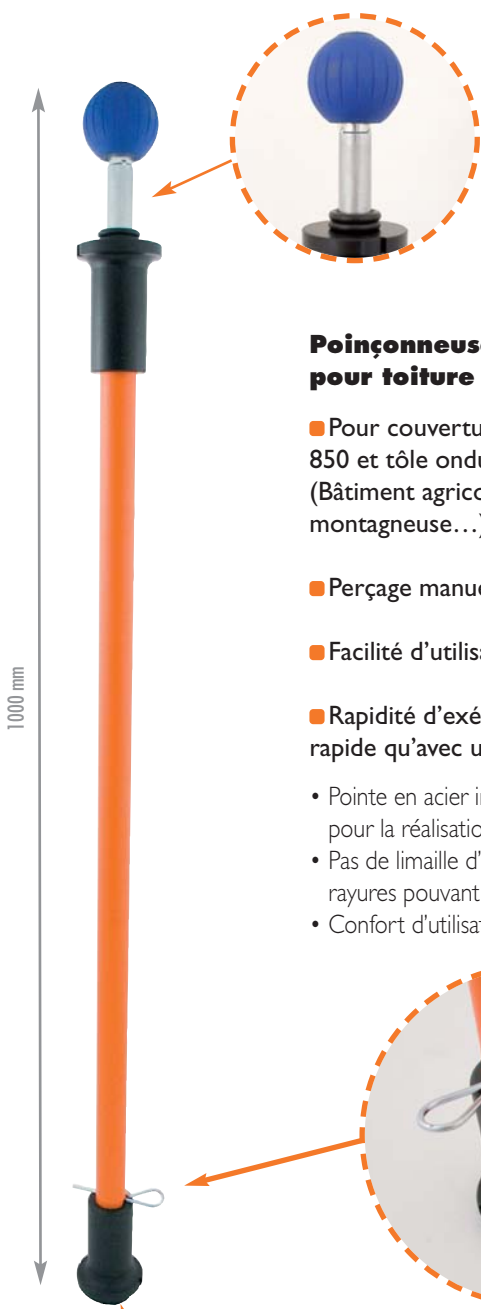 1000 mm
Poinçonneuse
pour toiture
Pour couvertu
850 et tôle ondu
(Bâtiment agrico
montagneuse…)
Perçage manue
Facilité d’utilisa
Rapidité d’exé
rapide qu’avec u
• Pointe en acier i
pour la réalisatio
• Pas de limaille d’
rayures pouvant
• Confort d’utilisat